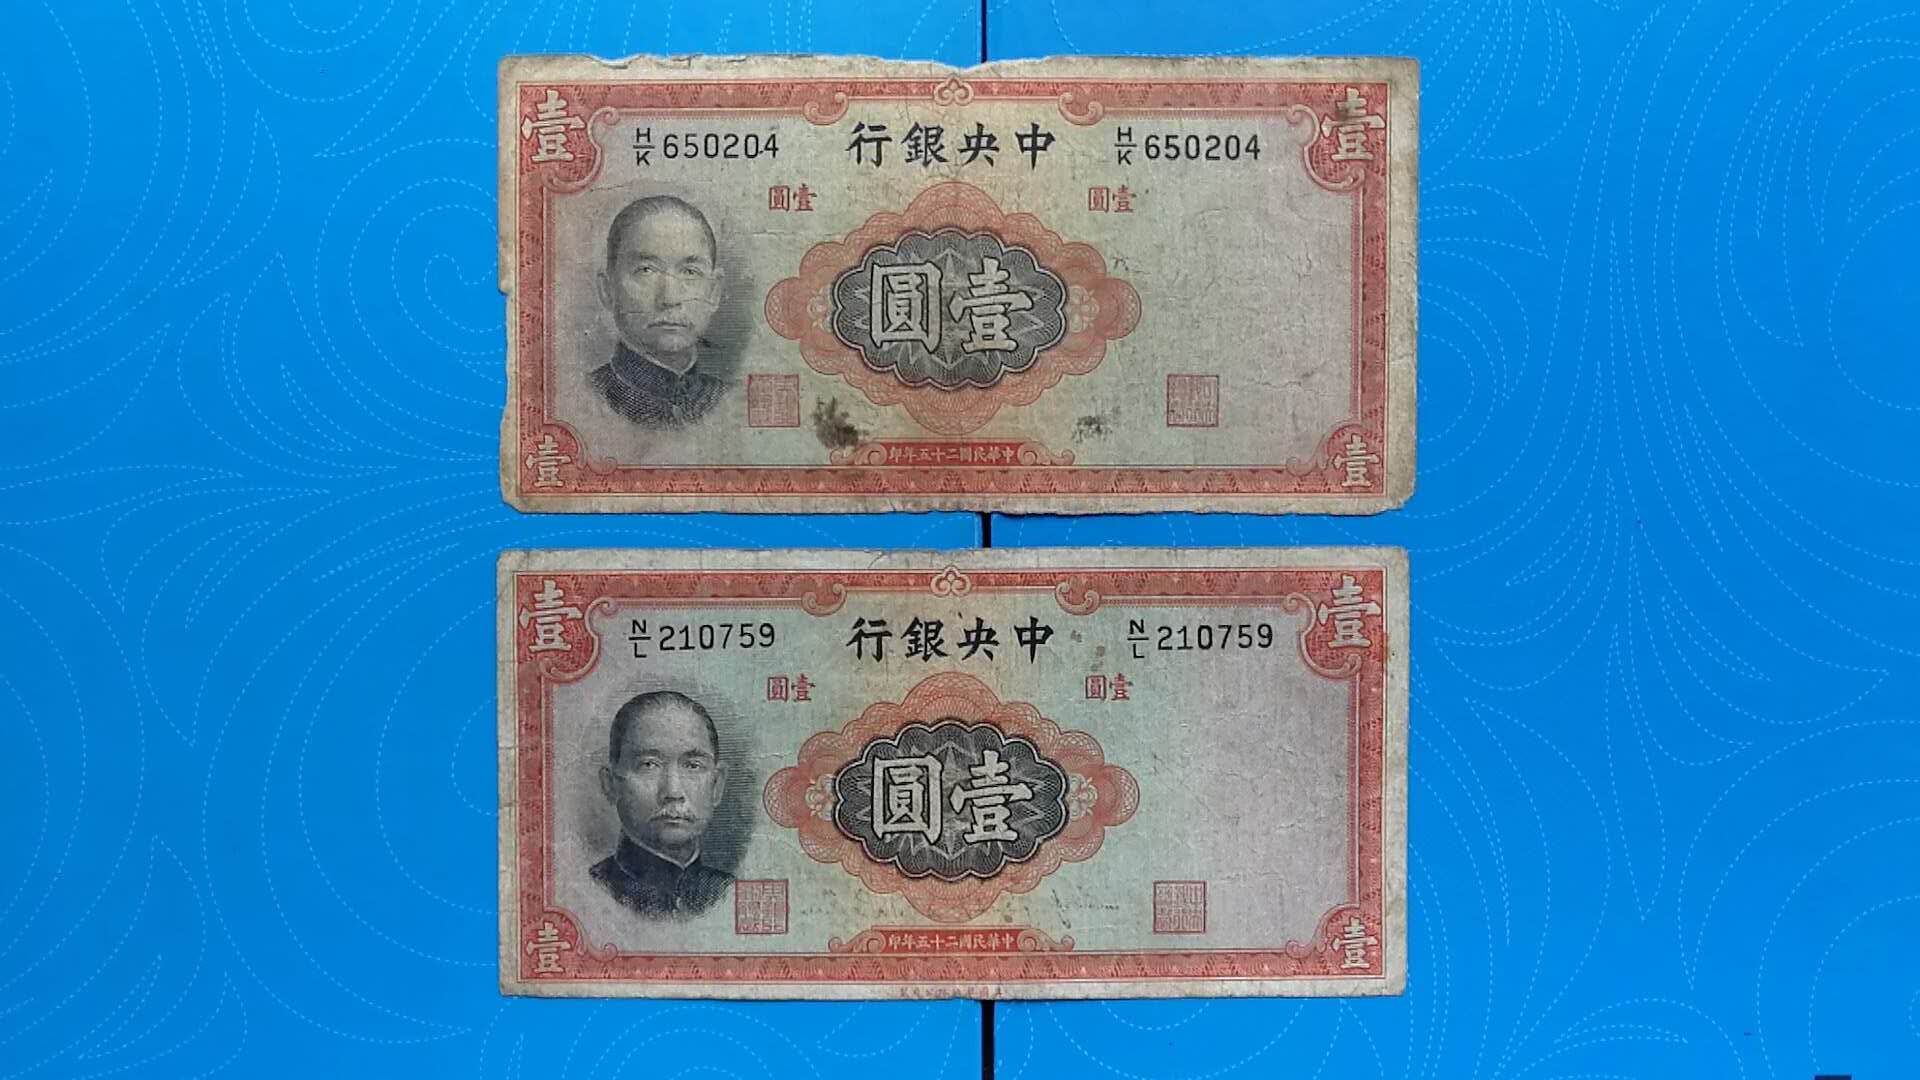 壹 壹
H/K 650204 行銀央中 H/K 650204
圓壹 圓壹
圓壹
壹 印年五十二國民華中 壹
壹 壹
N/L 210759 行銀央中 N/L 210759
圓壹 圓壹
圓壹
壹 印年五十二國民華中 壹